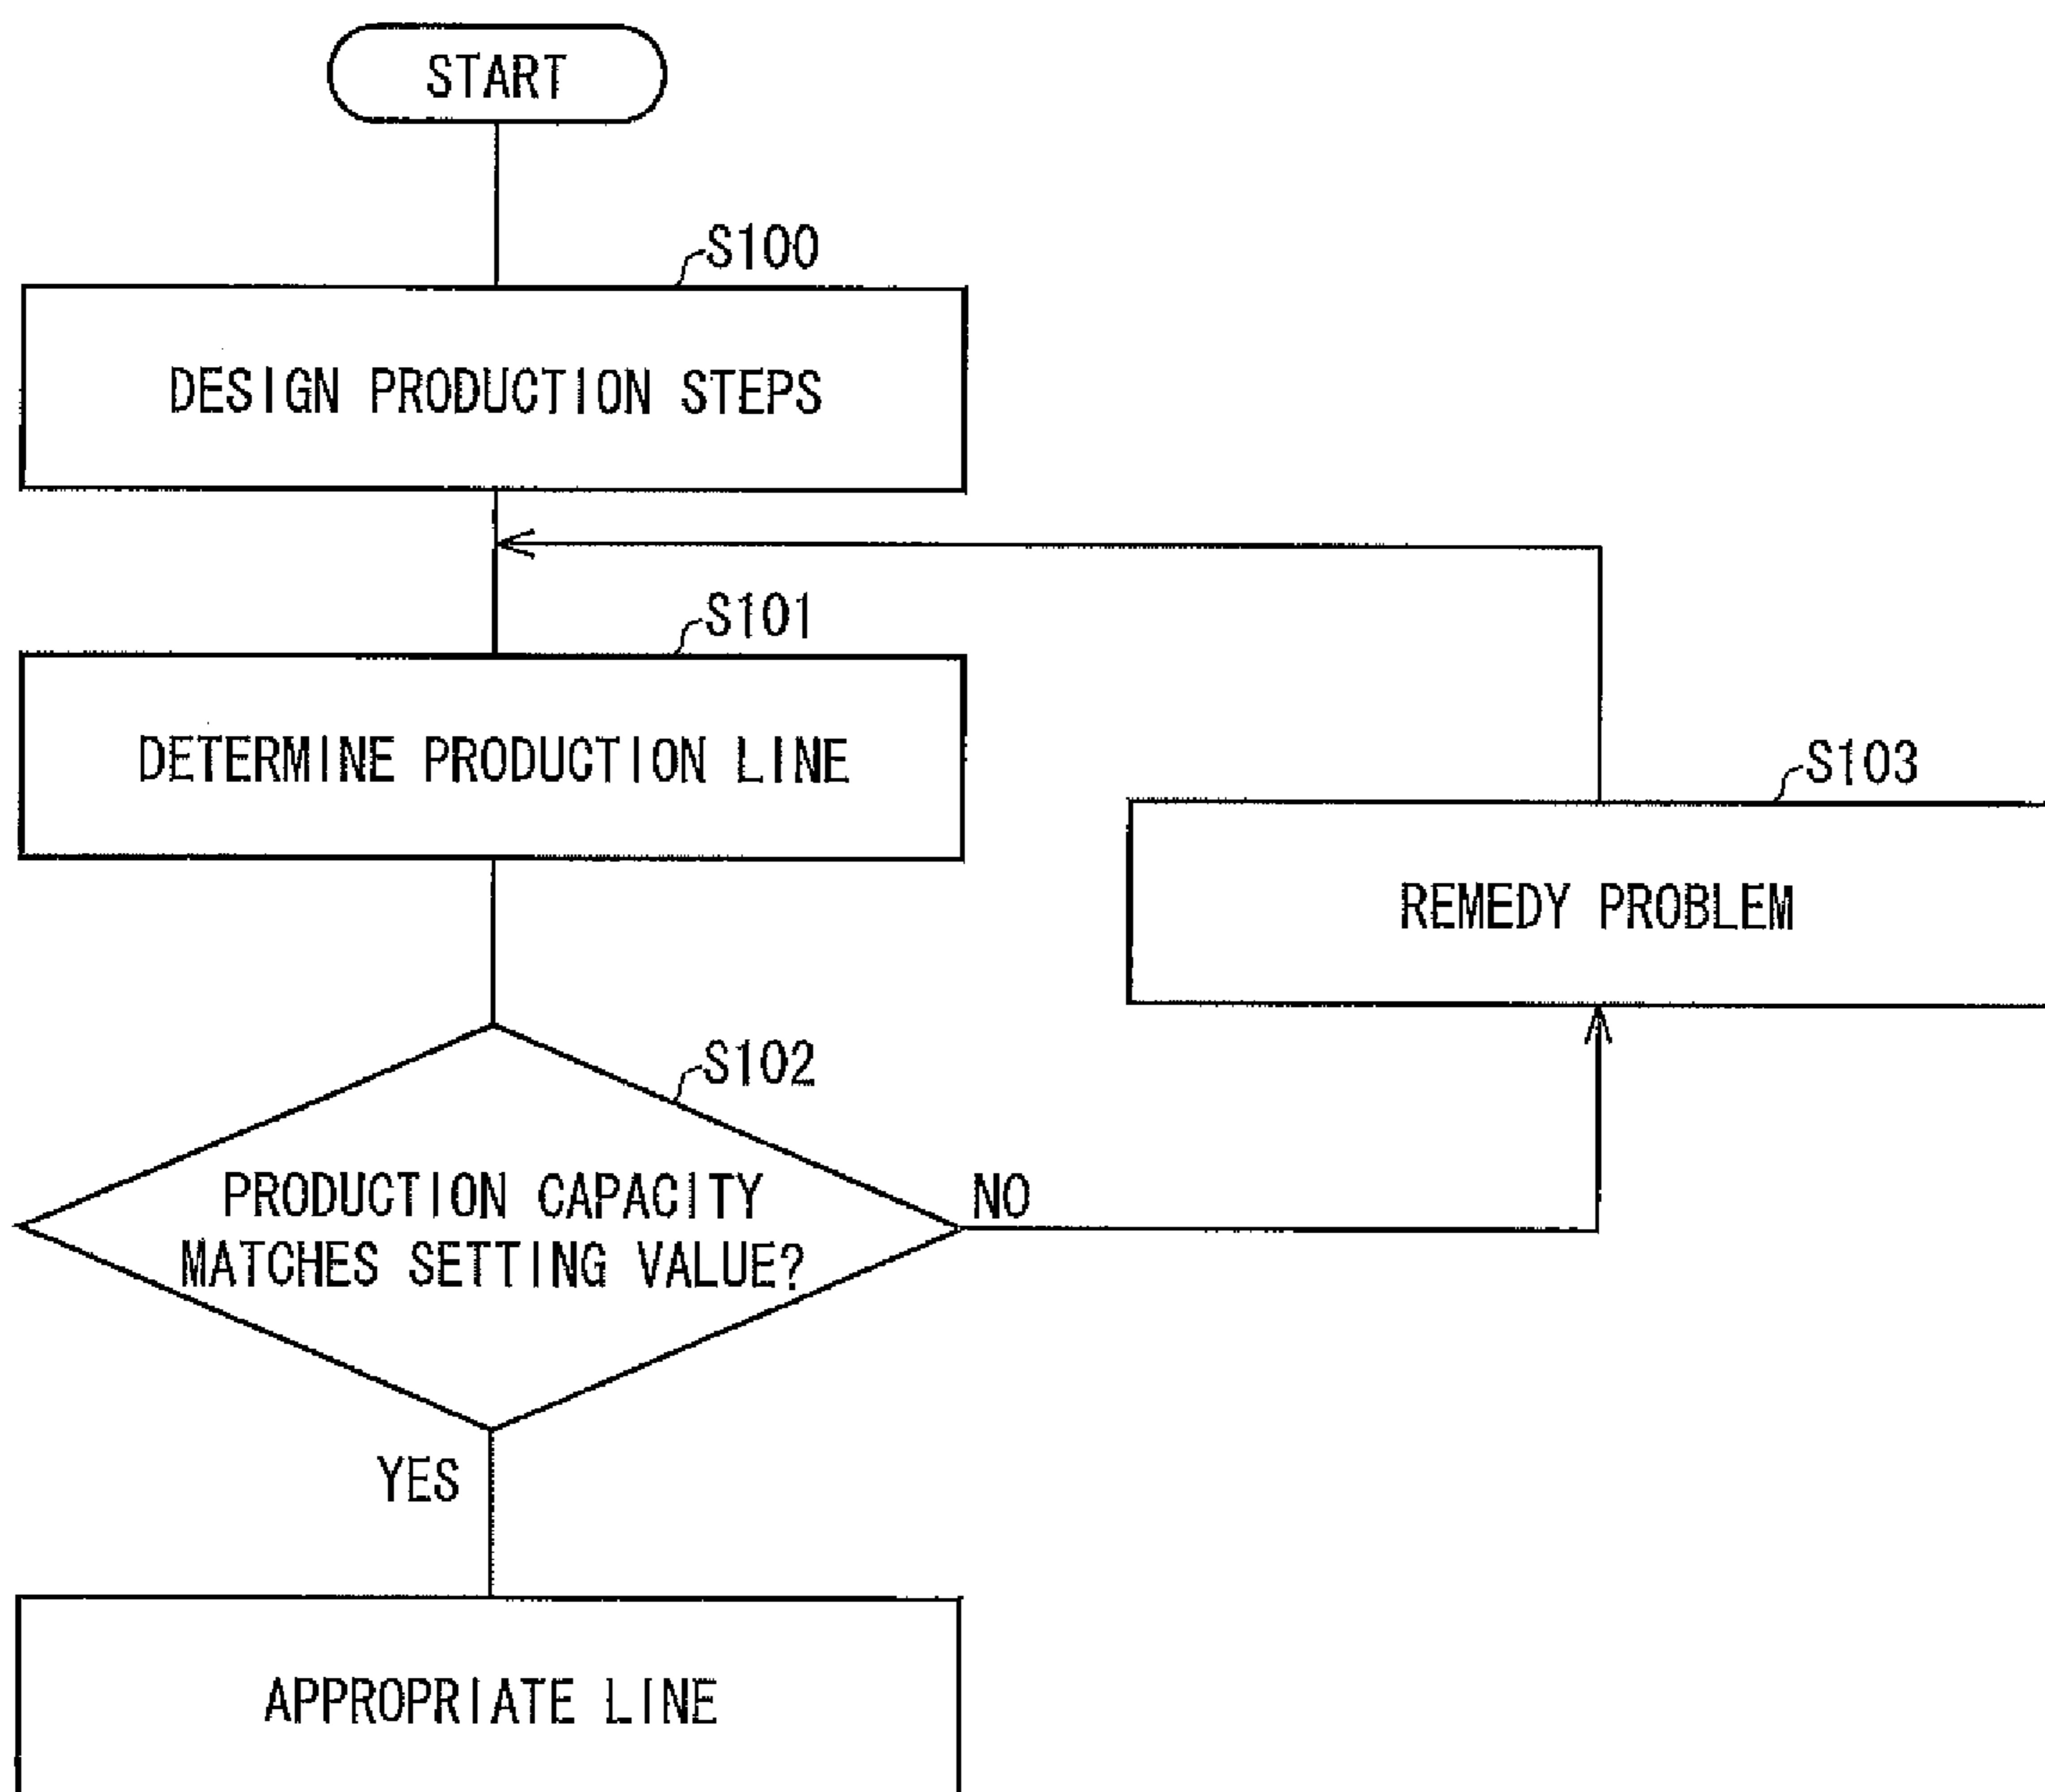 START
S100
DESIGN PRODUCTION STEPS
S101
DETERMINE PRODUCTION LINE
S103
REMEDY PROBLEM
S102
PRODUCTION CAPACITY
MATCHES SETTING VALUE?
NO
YES
APPROPRIATE LINE